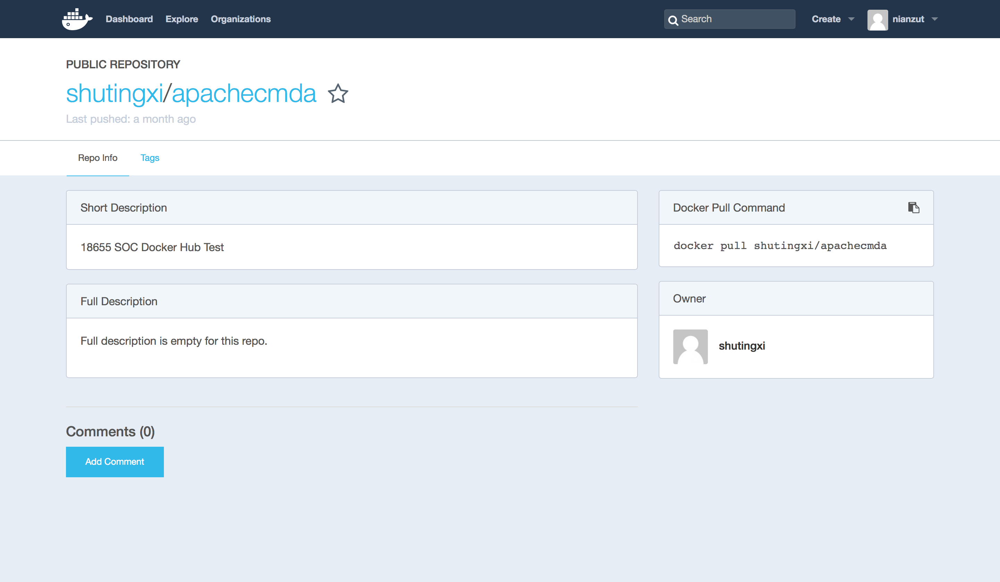 Dashboard Explore Organizations Search Create nianzut
PUBLIC REPOSITORY
shutingxi/apachecmda
Last pushed: a month ago
Repo Info Tags
Short Description
18655 SOC Docker Hub Test
Full Description
Full description is empty for this repo.
Docker Pull Command
docker pull shutingxi/apachecmda
Owner
shutingxi
Comments (0)
Add Comment